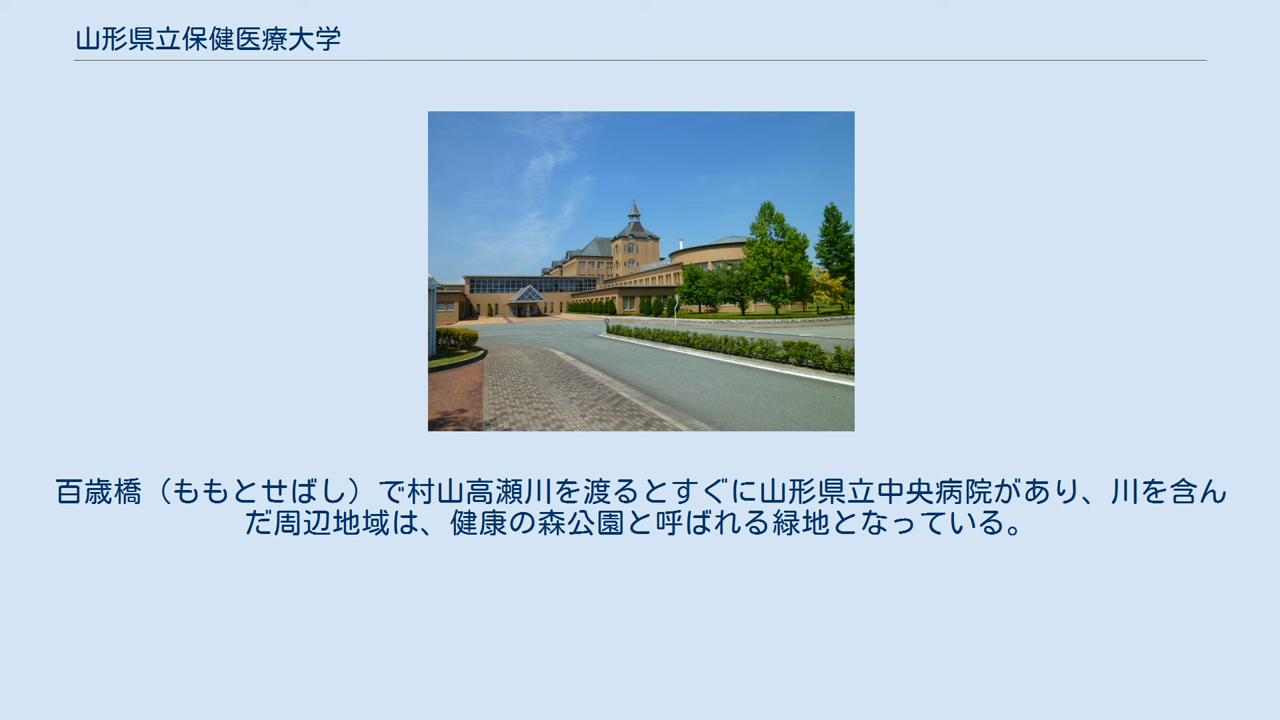 山形県立保健医療大学
百歳橋（ももとせばし）で村山高瀬川を渡るとすぐに山形県立中央病院があり、川を含ん
だ周辺地域は、健康の森公園と呼ばれる緑地となっている。